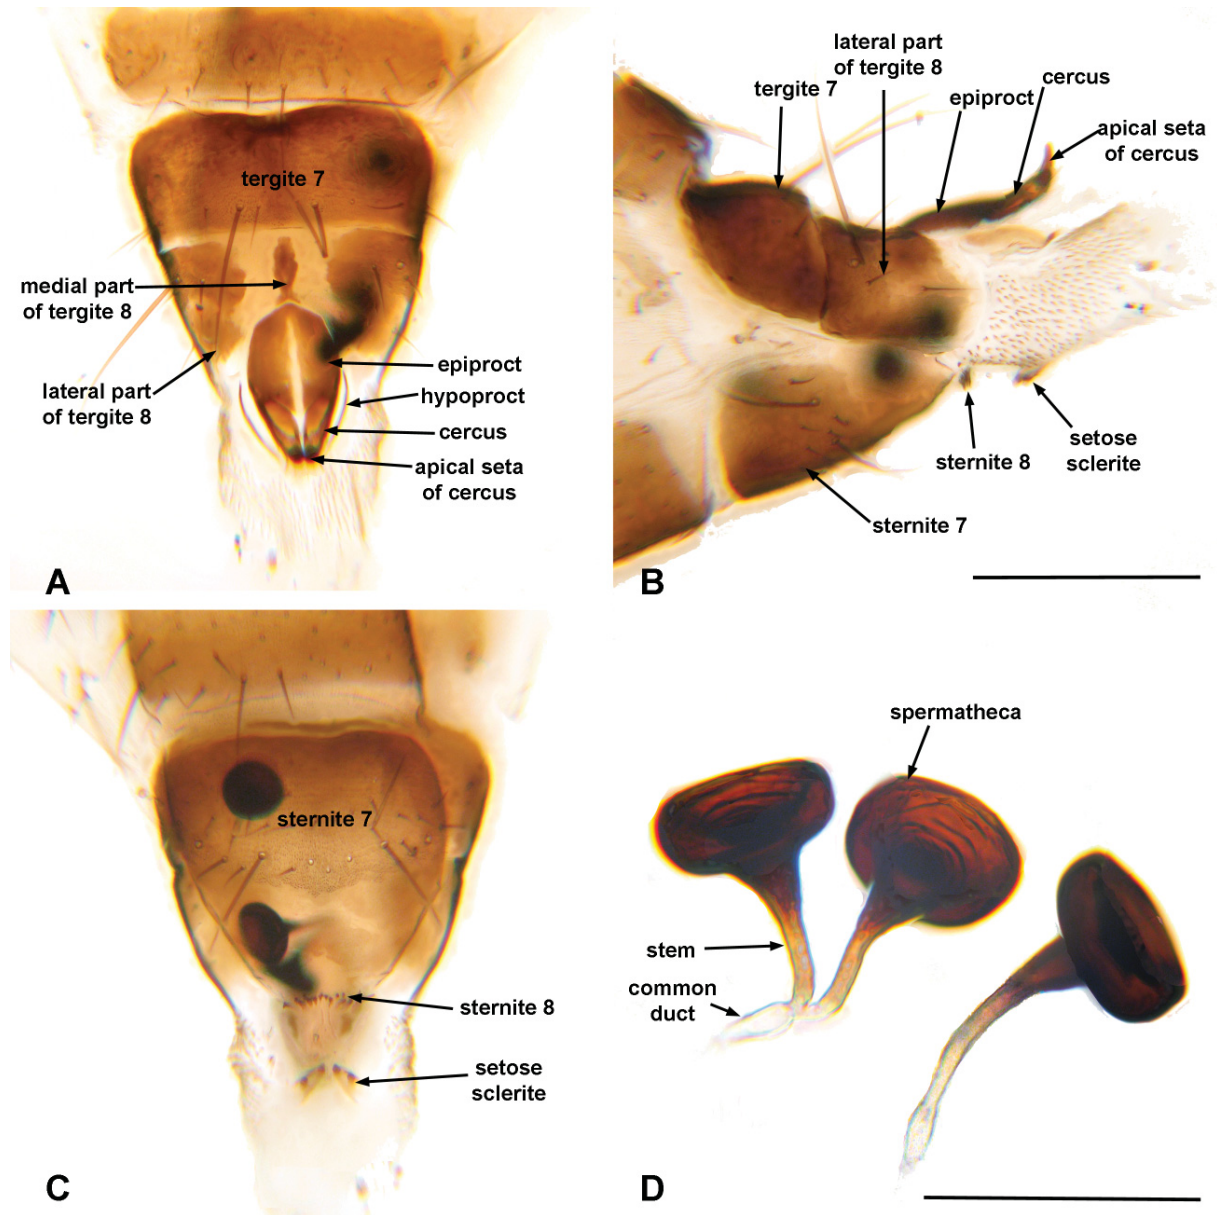 tergite 7
medial part
of tergite 8
lateral part
of tergite 8
epiproct
hypoproct
cercus
apical seta
of cercus
A
lateral part
of tergite 8
tergite 7
epiproct
cercus
apical seta
of cercus
sternite 8
setose
sclerite
sternite 7
B
sternite 7
sternite 8
setose
sclerite
C
spermatheca
stem
common
duct
D